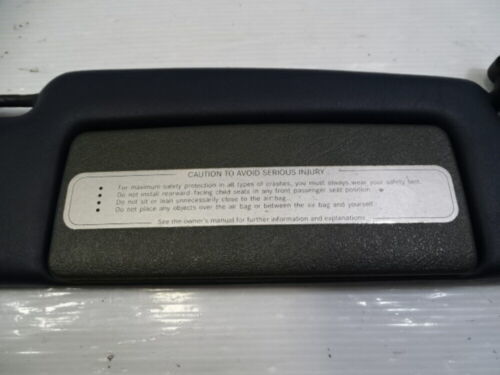 CAUTION TO AVOID SERIOUS INJURY
• For maximum safety protection in all types of crashes, you must always wear your safety belt.
• Do not install rearward-facing child seats in any front passenger seat position.
• Do not sit or lean unnecessarily close to the air bag.
• Do not place any objects over the air bag or between the air bag and yourself.
See the owner's manual for further information and explanations.